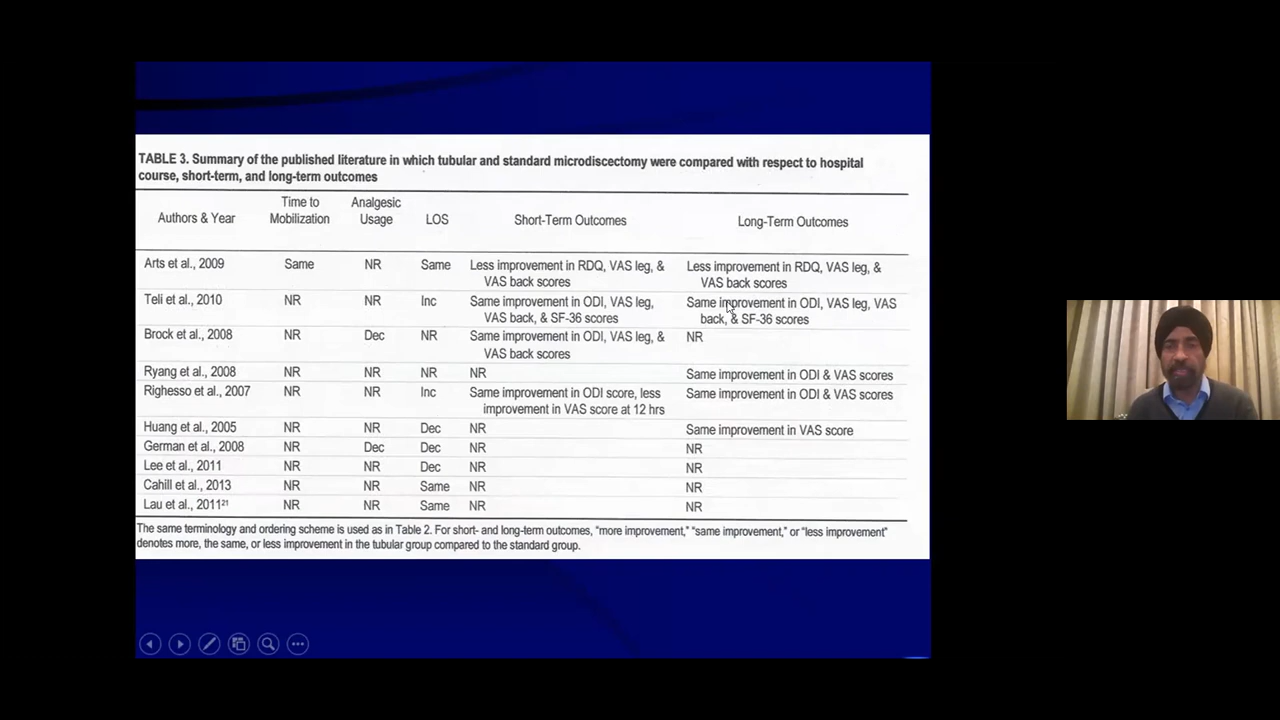 TABLE 3. Summary of the published literature in which tubular and standard microdiscectomy were compared with respect to hospital
course, short-term, and long-term outcomes
Authors & Year Time to Mobilization Analgesic Usage LOS Short-Term Outcomes Long-Term Outcomes
Arts et al., 2009 Same NR Same Less improvement in RDQ, VAS leg, & VAS back scores Less improvement in RDQ, VAS leg, & VAS back scores
Teli et al., 2010 NR NR Inc Same improvement in ODI, VAS leg, VAS back, & SF-36 scores Same improvement in ODI, VAS leg, VAS back, & SF-36 scores
Brock et al., 2008 NR Dec NR Same improvement in ODI, VAS leg, & VAS back scores NR
Ryang et al., 2008 NR NR NR NR Same improvement in ODI & VAS scores
Righesso et al., 2007 NR NR Inc Same improvement in ODI score, less improvement in VAS score at 12 hrs Same improvement in ODI & VAS scores
Huang et al., 2005 NR NR Dec NR Same improvement in VAS score
German et al., 2008 NR Dec Dec NR NR
Lee et al., 2011 NR NR Dec NR NR
Cahill et al., 2013 NR NR Same NR NR
Lau et al., 2011²¹ NR NR Same NR NR
The same terminology and ordering scheme is used as in Table 2. For short- and long-term outcomes, “more improvement,” “same improvement,” or “less improvement”
denotes more, the same, or less improvement in the tubular group compared to the standard group.